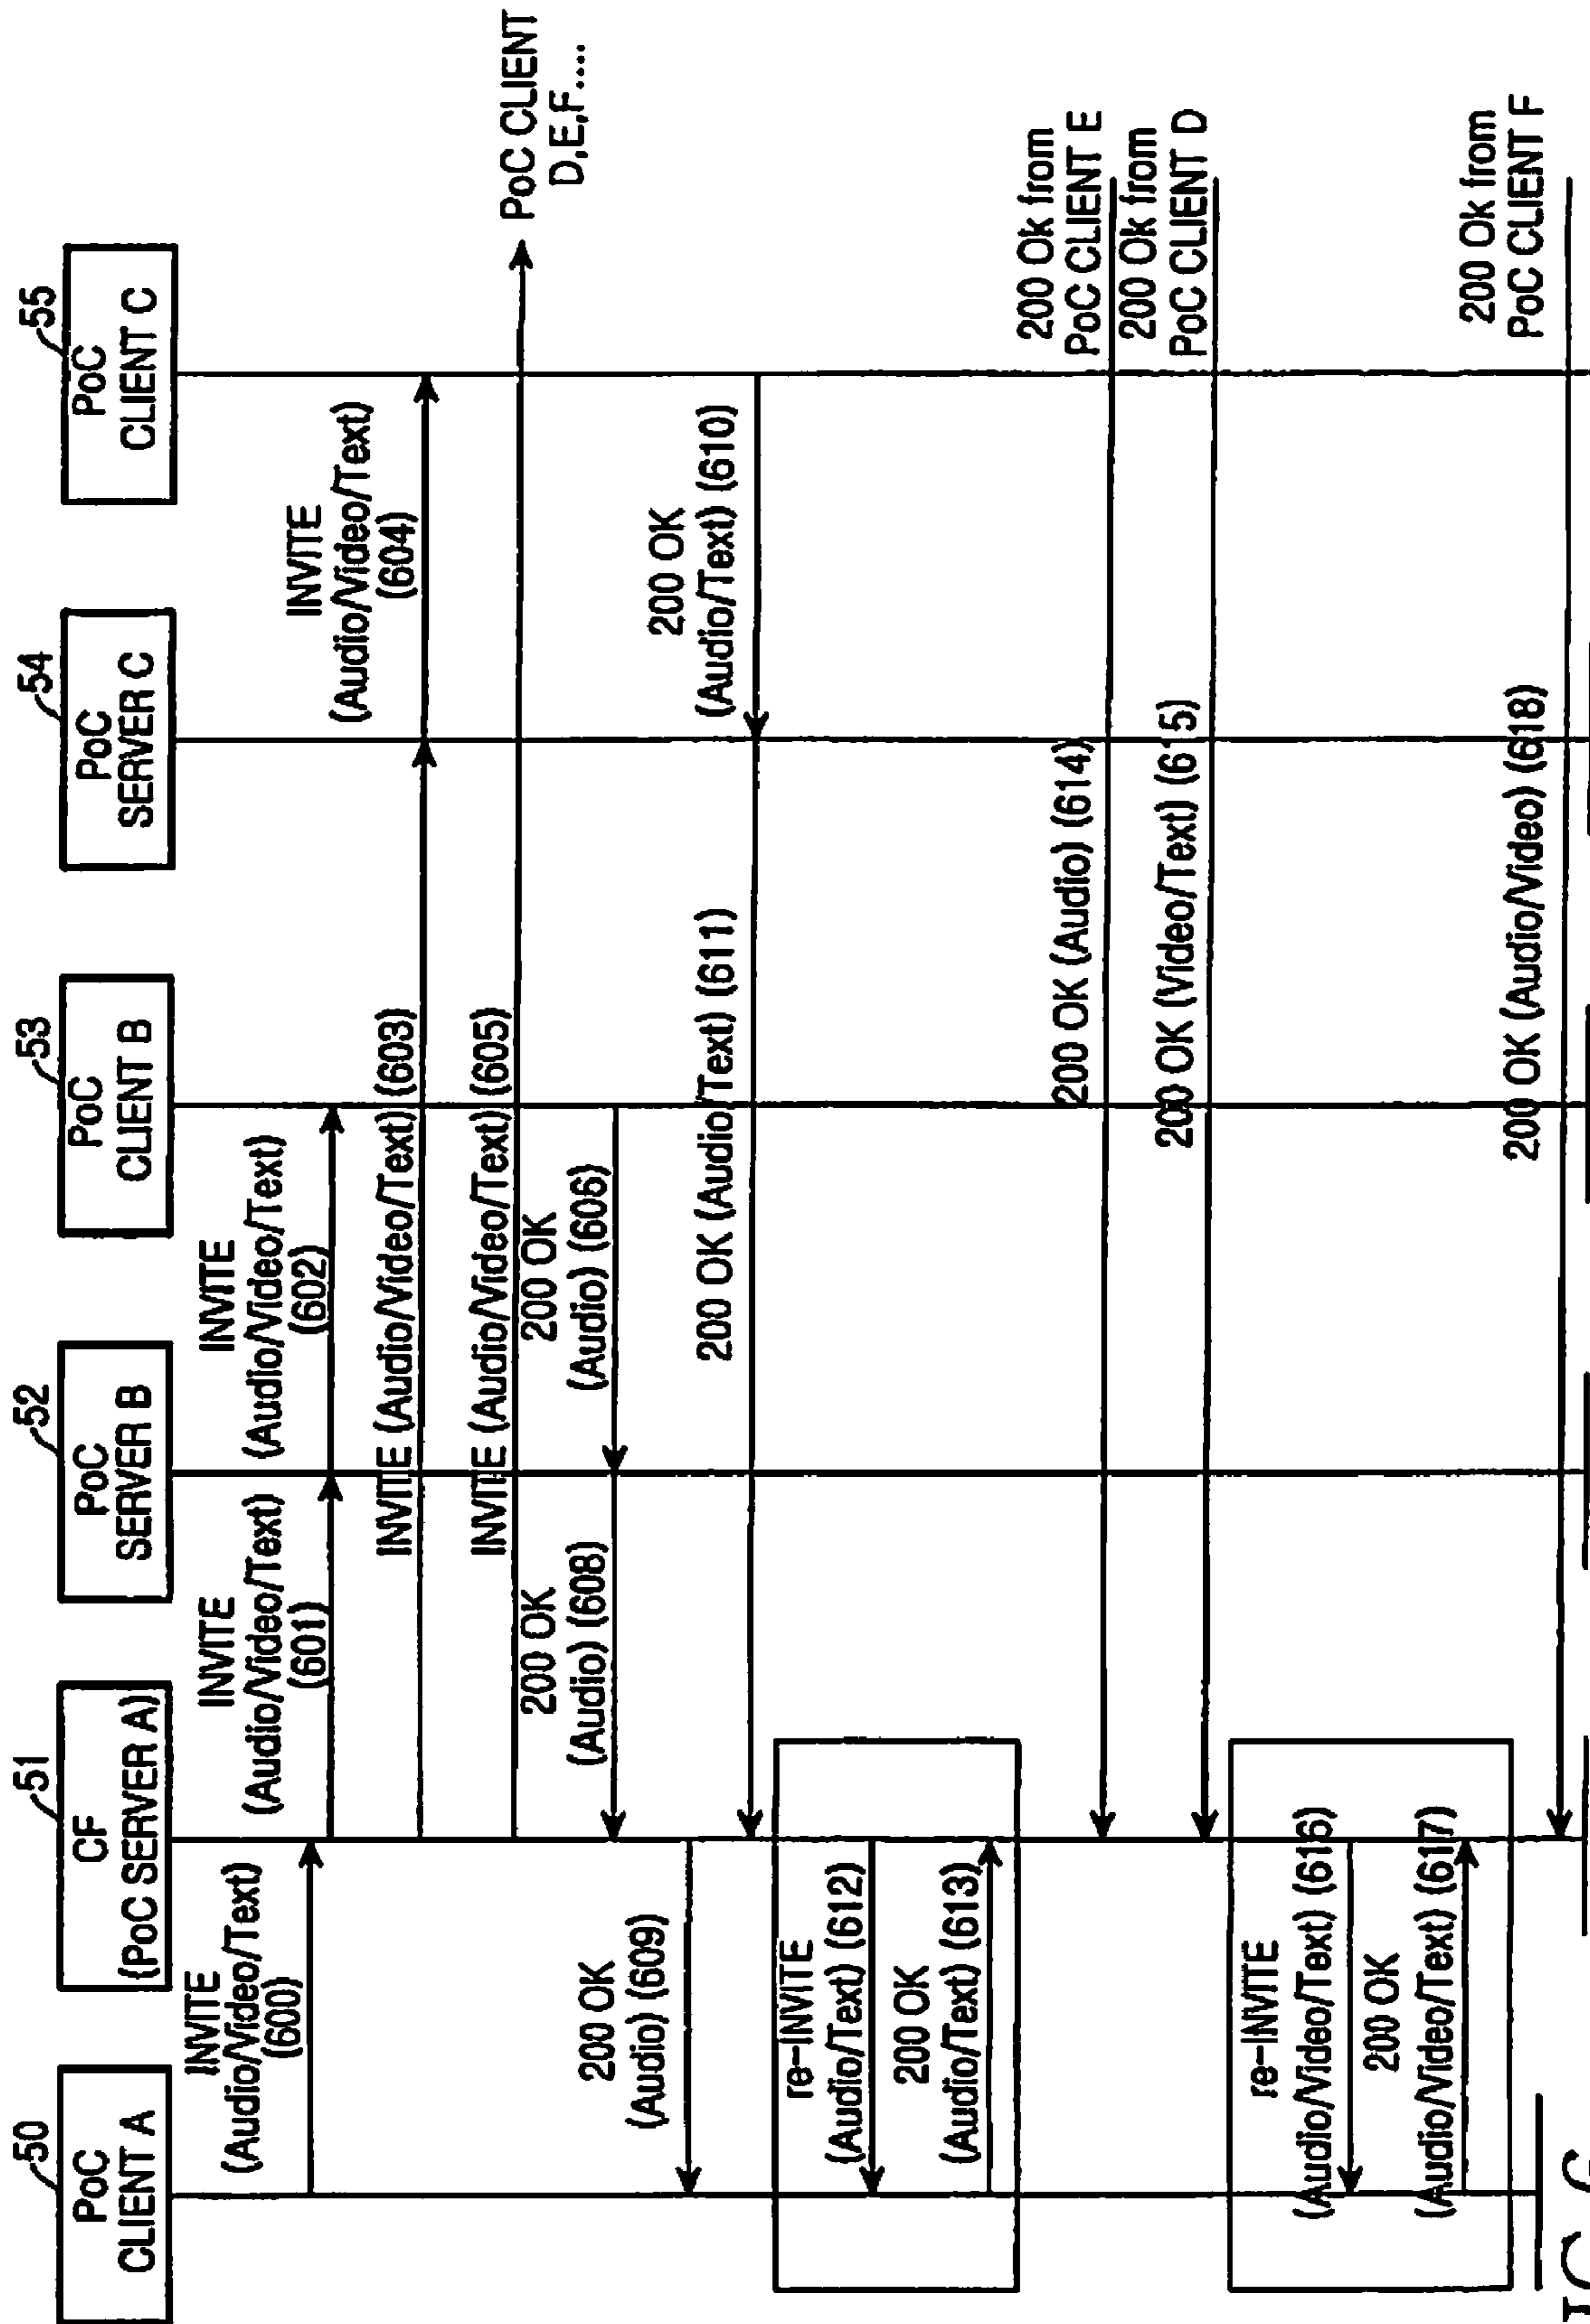 50
PoC
CLIENT A
51
CF
(PoC SERVER A)
52
PoC
SERVER B
53
PoC
CLIENT B
54
PoC
SERVER C
55
PoC
CLIENT C
INVITE
(Audio/Video/Text)
(600)
INVITE
(Audio/Video/Text)
(601)
INVITE
(Audio/Video/Text)
(602)
INVITE (Audio/Video/Text) (603)
INVITE
(Audio/Video/Text)
(604)
INVITE (Audio/Video/Text) (605)
PoC CLIENT
D,E,F....
200 OK
(Audio) (606)
200 OK
(Audio) (608)
200 OK
(Audio) (609)
200 OK
(Audio/Text) (610)
200 OK (Audio/Text) (611)
re-INVITE
(Audio/Text) (612)
200 OK
(Audio/Text) (613)
200 OK (Audio) (614)
200 Ok from
PoC CLIENT E
200 OK (Video/Text) (615)
200 Ok from
PoC CLIENT D
re-INVITE
(Audio/Video/Text) (616)
200 OK
(Audio/Video/Text) (617)
200 OK (Audio/Video) (618)
200 Ok from
PoC CLIENT F